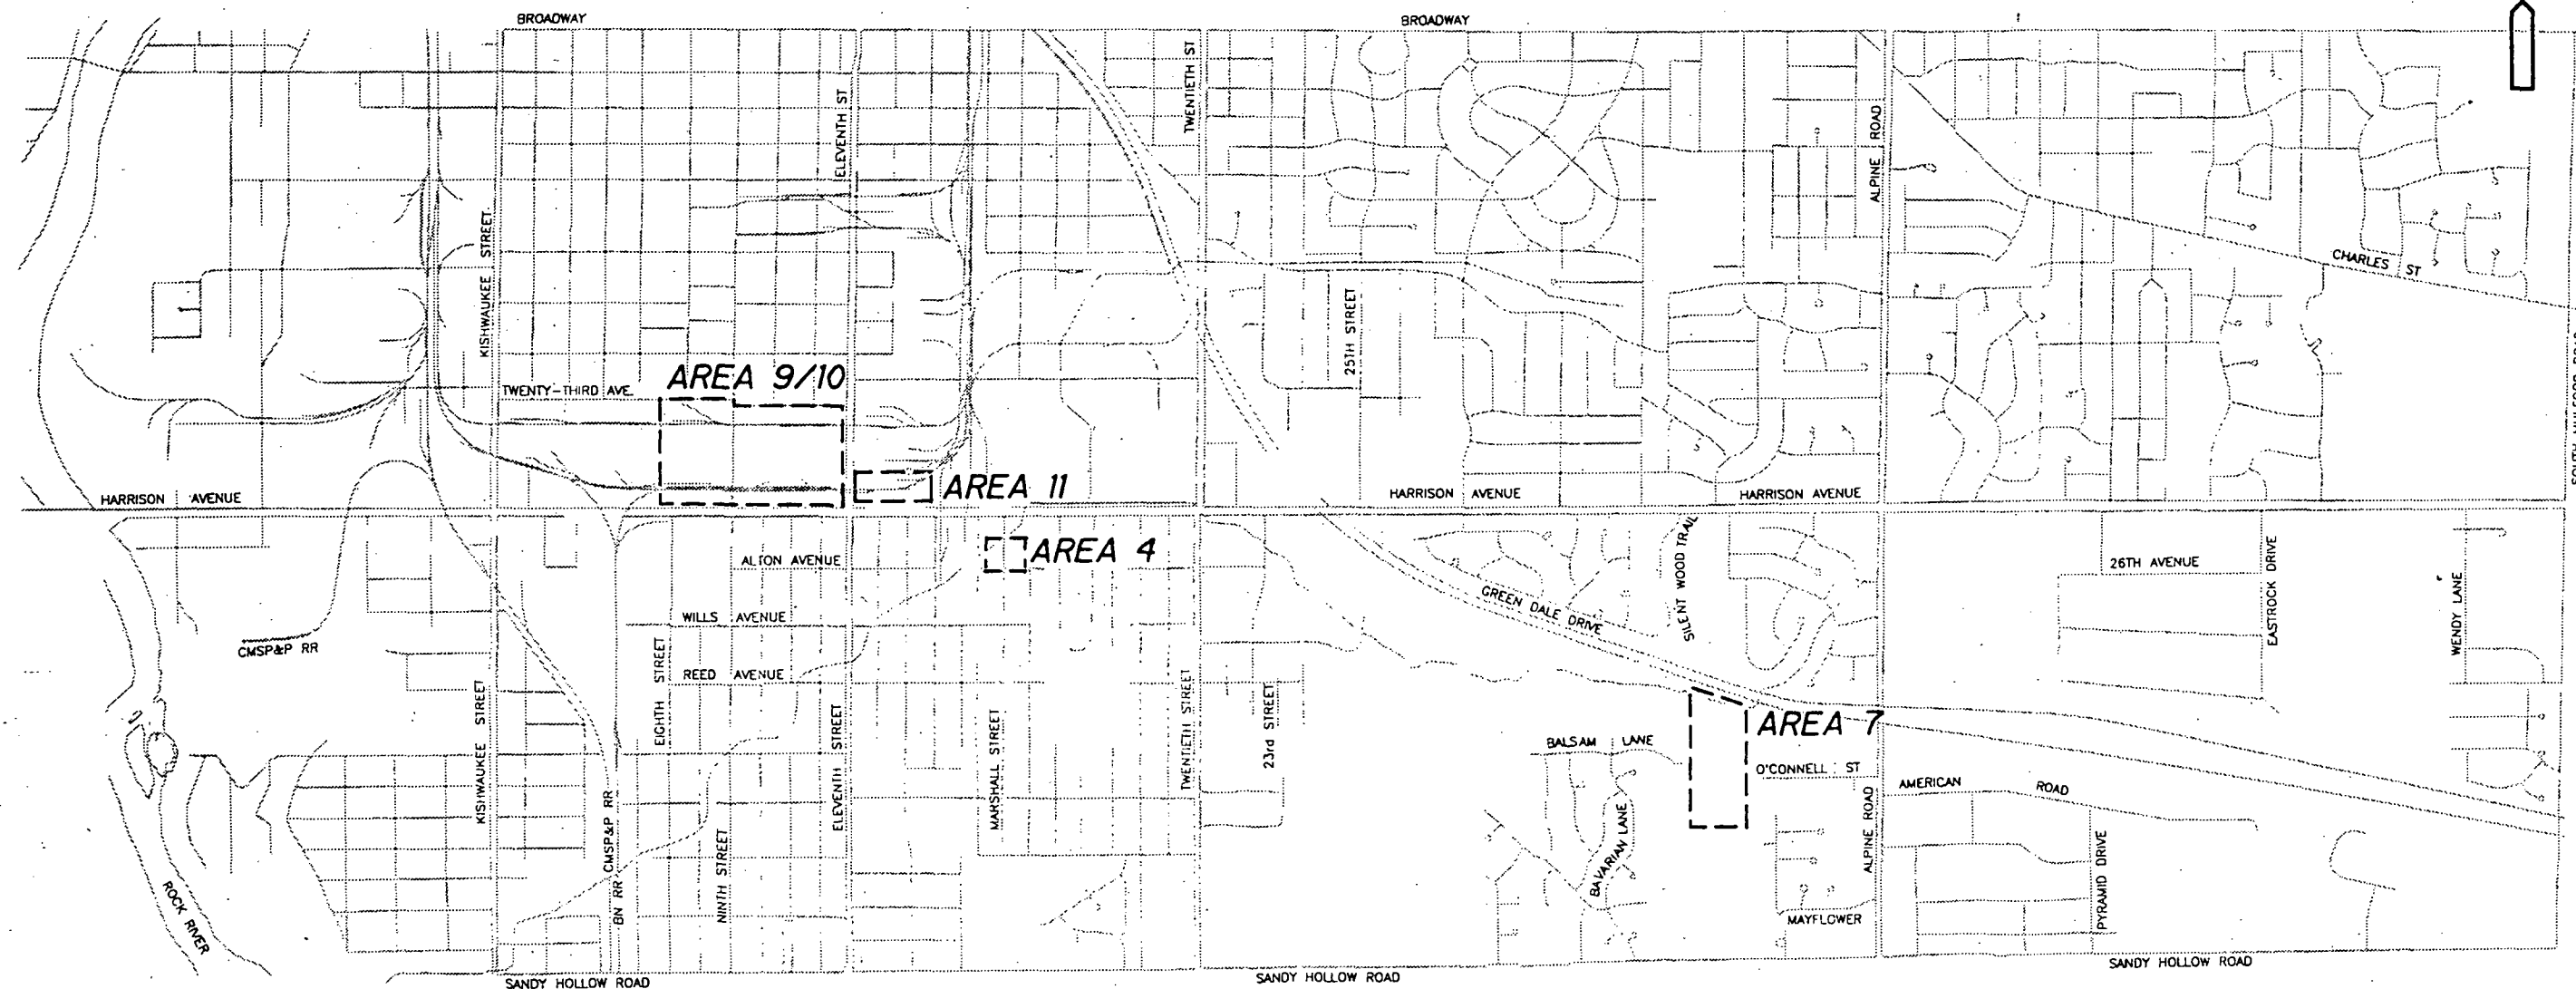 BROADWAY
BROADWAY
TWENTIETH ST
ELEVENTH ST
ALPINE ROAD
KISHWAUKEE STREET
CHARLES ST
25TH STREET
TWENTY-THIRD AVE.
AREA 9/10
AREA 11
HARRISON AVENUE
HARRISON AVENUE
HARRISON AVENUE
AREA 4
ALTON AVENUE
26TH AVENUE
EASTROCK DRIVE
WENDY LANE
SILENT WOOD TRAIL
GREEN DALE DRIVE
WILLS AVENUE
CMSP&P RR
EIGHTH STREET
REED AVENUE
KISHWAUKEE STREET
ELEVENTH STREET
MARSHALL STREET
TWENTIETH STREET
23rd STREET
AREA 7
BALSAM LANE
O'CONNELL ST
AMERICAN ROAD
ALPINE ROAD
BAVARIAN LANE
PYRAMID DRIVE
NINTH STREET
BN RR
CMSP&P RR
ROCK RIVER
MAYFLOWER
SANDY HOLLOW ROAD
SANDY HOLLOW ROAD
SANDY HOLLOW ROAD